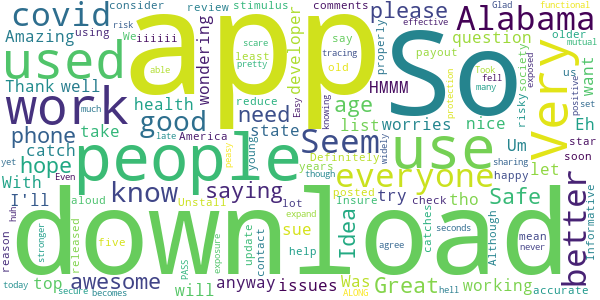 covid
Amazing
used
Thank well
work
phone
hope
With
I'll
reason
huh
today
secure
yet
Even
stronger
becomes
top
five
released
aloud
awesome
know
catch
take
good
health
using
We
wondering
iiiiii
risk
consider
review
stimulus
scare
tracing
pretty
able
least
developer
America
need
state
young
late
much
people
app
So
say
old
payout
comments
HMMM
properly
please
question
Alabama
effective
Glad
Took
fell
many
knowing
Easy
protection
reduce
age
list
worries
nice
Um
Eh
older
us
want
let
risky
society
exposed
positive
set
functional
mutual
Very
Seem
use
everyone
years
Definitely
posted
try
check
tho
Safe
widely
sharing
star
soon
happy
better
informative
saying
download
peasy
Unstall
will
anyway
update
exposure
PASS
contact
lot
expand
Insure
help
issues
sue
Idea
Was
ALONG
agree
hell
seconds
catches
Great
Although
working
mean
never
accurate
though